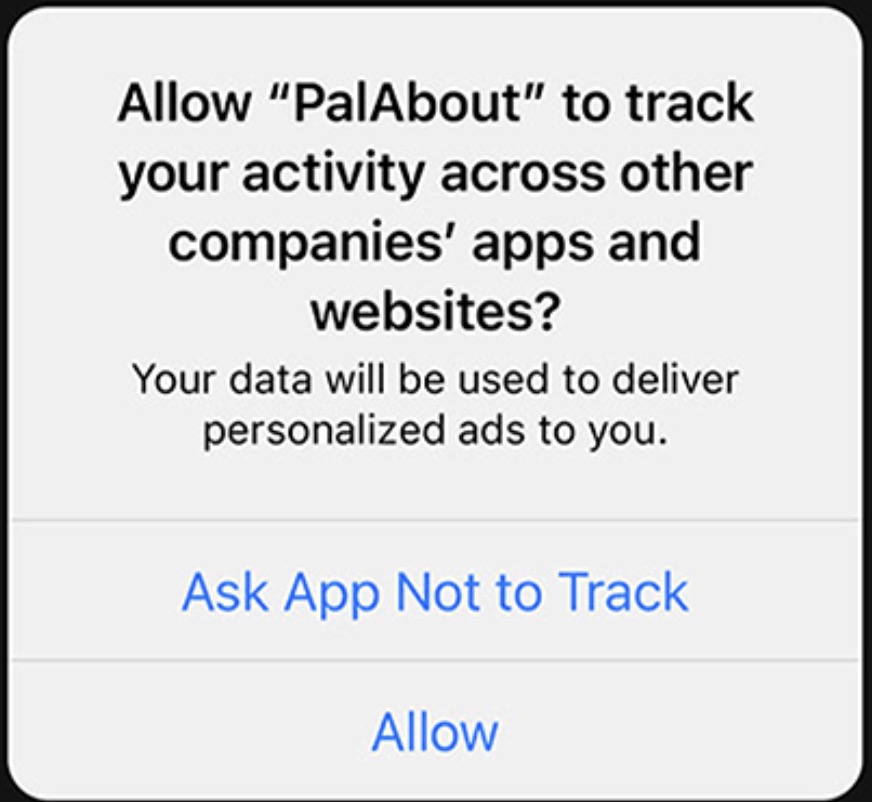 Allow “PalAbout” to track
your activity across other
companies’ apps and
websites?
Your data will be used to deliver
personalized ads to you.
Ask App Not to Track
Allow